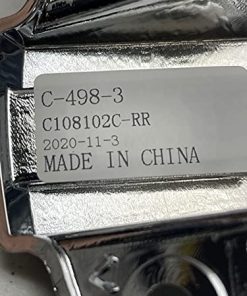 C-498-3
C108102C-RR
2020-11-3
MADE IN CHINA